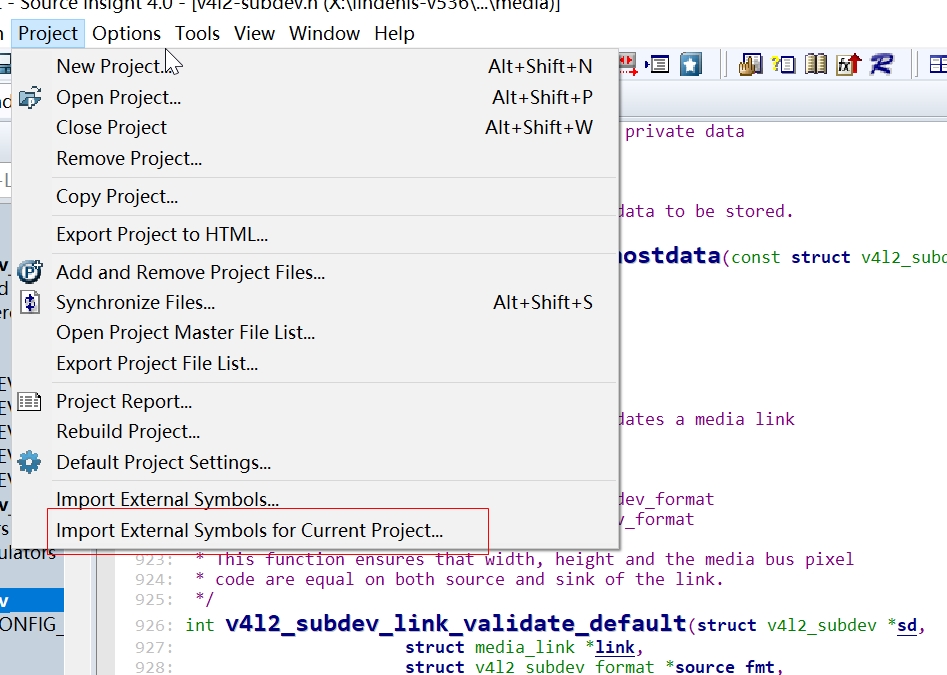 Source Insight 4.0 - [v4l2-subdev.h (X:\lindenis-v536\...\media)]
Project Options Tools View Window Help
New Project... Alt+Shift+N
Open Project... Alt+Shift+P
Close Project Alt+Shift+W
private data
Remove Project...
Copy Project...
data to be stored.
Export Project to HTML...
hostdata(const struct v4l2_subd
Add and Remove Project Files...
Synchronize Files... Alt+Shift+S
Open Project Master File List...
Export Project File List...
Project Report...
dates a media link
Rebuild Project...
Default Project Settings...
Import External Symbols...
dev_format
v_format
Import External Symbols for Current Project...
ulators
923: * This function ensures that width, height and the media bus pixel
924: * code are equal on both source and sink of the link.
925: */
926: int v4l2_subdev_link_validate_default(struct v4l2_subdev *sd,
ONFIG_
927: struct media_link *link,
928: struct v4l2_subdev_format *source_fmt,